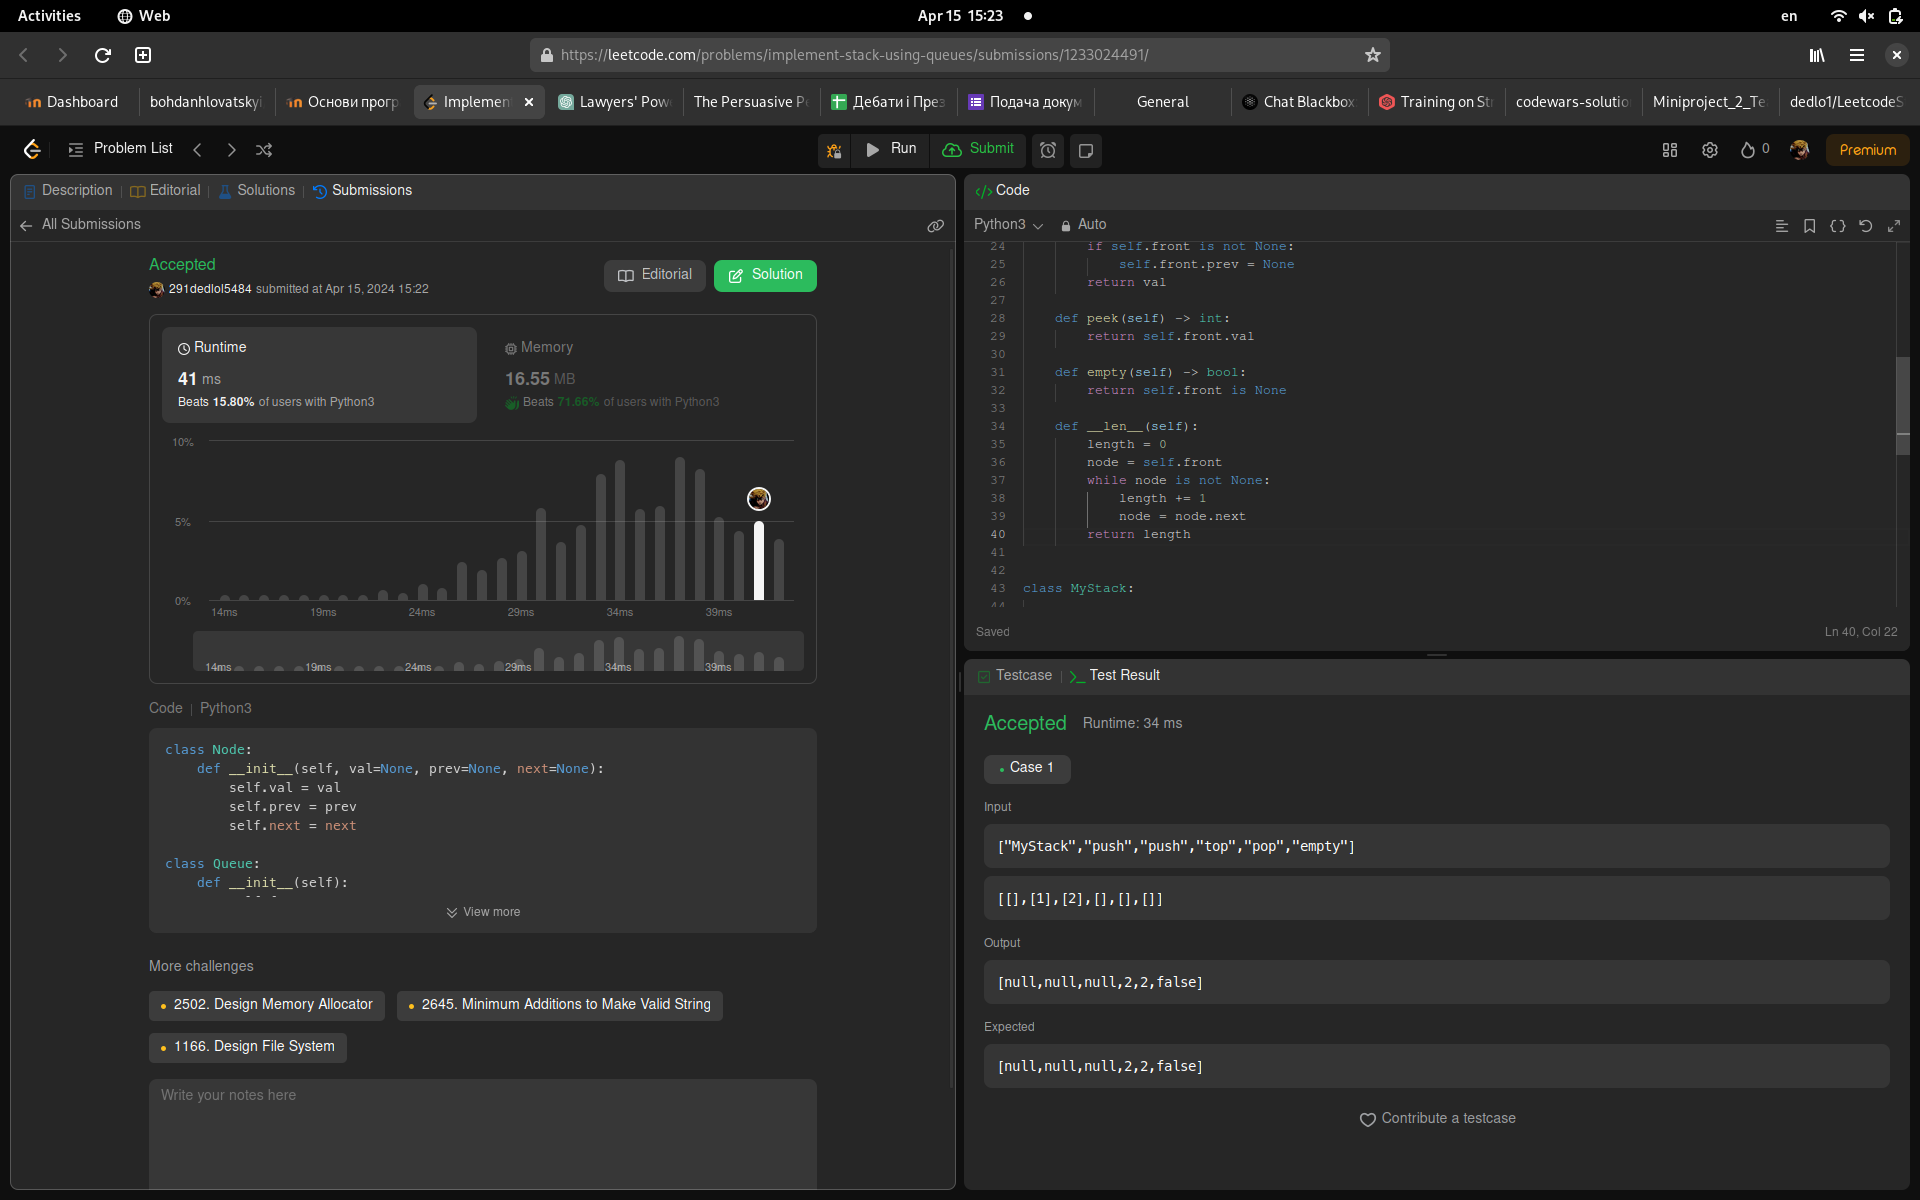 Activities
Web
Apr 15 15:23
en
https://leetcode.com/problems/implement-stack-using-queues/submissions/1233024491/
Dashboard
bohdanhlovatskyi
Основи прогр
Implemen
Lawyers' Pow
The Persuasive P
Дебати і През
Подача докум
General
Chat Blackbox
Training on St
codewars-solutio
Miniproject_2_Te
dedlo1/LeetcodeS
Problem List
Run
Submit
0
Premium
Description | Editorial | Solutions | Submissions
All Submissions
Accepted
291dedlol5484 submitted at Apr 15, 2024 15:22
Editorial
Solution
Runtime
41 ms
Beats 15.80% of users with Python3
Memory
16.55 MB
Beats 71.66% of users with Python3
10%
5%
0%
14ms 19ms 24ms 29ms 34ms 39ms
14ms 19ms 24ms 29ms 34ms 39ms
Code | Python3
class Node:
    def __init__(self, val=None, prev=None, next=None):
        self.val = val
        self.prev = prev
        self.next = next
class Queue:
    def __init__(self):
View more
More challenges
2502. Design Memory Allocator
2645. Minimum Additions to Make Valid String
1166. Design File System
Write your notes here
</> Code
Python3
Auto
24         if self.front is not None:
25             self.front.prev = None
26         return val
27
28     def peek(self) -> int:
29         return self.front.val
30
31     def empty(self) -> bool:
32         return self.front is None
33
34     def __len__(self):
35         length = 0
36         node = self.front
37         while node is not None:
38             length += 1
39             node = node.next
40         return length
41
42
43 class MyStack:
44
Saved
Ln 40, Col 22
Testcase | >_ Test Result
Accepted
Runtime: 34 ms
Case 1
Input
["MyStack","push","push","top","pop","empty"]
[[],[1],[2],[],[],[]]
Output
[null,null,null,2,2,false]
Expected
[null,null,null,2,2,false]
Contribute a testcase